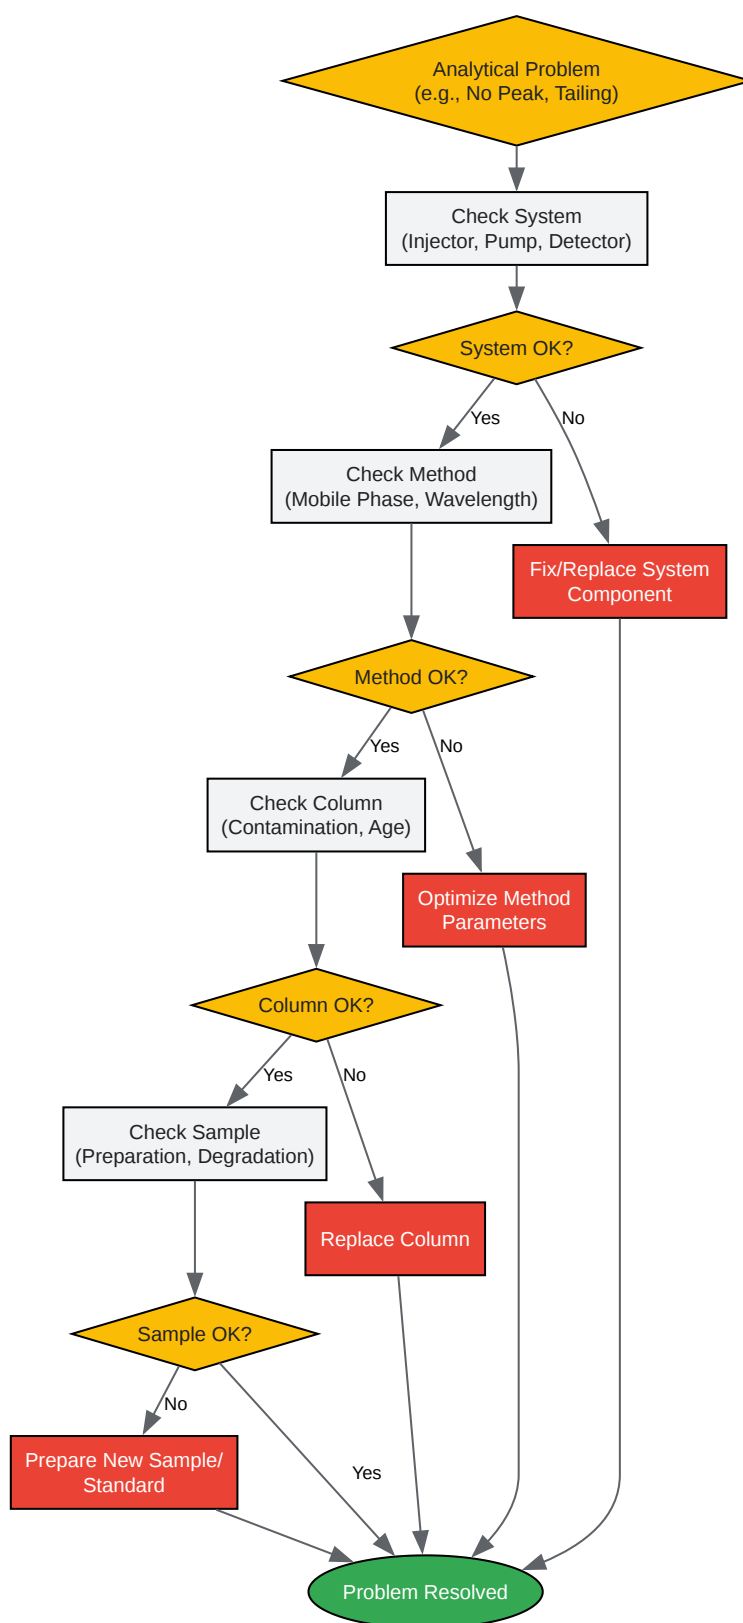 Analytical Problem
(e.g., No Peak, Tailing)
Check System
(Injector, Pump, Detector)
System OK?
Yes
No
Check Method
(Mobile Phase, Wavelength)
Fix/Replace System
Component
Method OK?
Yes
No
Check Column
(Contamination, Age)
Optimize Method
Parameters
Column OK?
Yes
No
Check Sample
(Preparation, Degradation)
Replace Column
Sample OK?
No
Prepare New Sample/
Standard
Yes
Problem Resolved